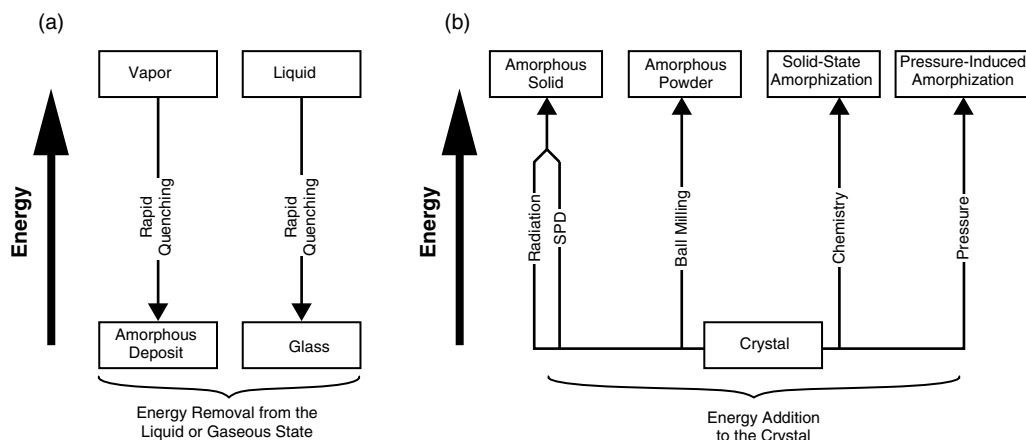 (a)
Vapor
Liquid
Energy
Rapid
Quenching
Rapid
Quenching
Amorphous
Deposit
Glass
Energy Removal from the
Liquid or Gaseous State
(b)
Amorphous
Solid
Amorphous
Powder
Solid-State
Amorphization
Pressure-Induced
Amorphization
Energy
Radiation
SPD
Ball Milling
Chemistry
Pressure
Crystal
Energy Addition
to the Crystal